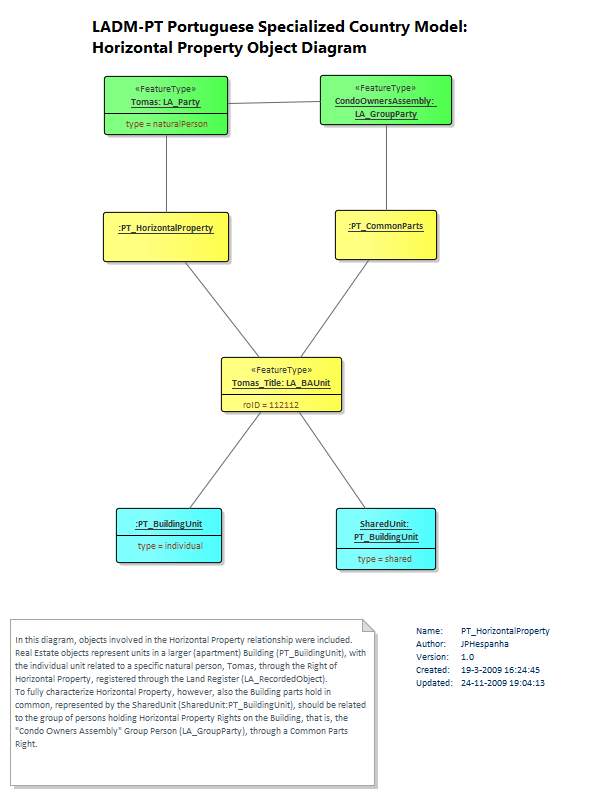 LADM-PT Portuguese Specialized Country Model:
Horizontal Property Object Diagram
«FeatureType»
Tomas: LA_Party
type = naturalPerson
«FeatureType»
CondoOwnersAssembly:
LA_GroupParty
:PT_HorizontalProperty
:PT_CommonParts
«FeatureType»
Tomas_Title: LA_BAUnit
roID = 112112
:PT_BuildingUnit
type = individual
SharedUnit:
PT_BuildingUnit
type = shared
In this diagram, objects involved in the Horizontal Property relationship were included.
Real Estate objects represent units in a larger (apartment) Building (PT_BuildingUnit), with
the individual unit related to a specific natural person, Tomas, through the Right of
Horizontal Property, registered through the Land Register (LA_RecordedObject).
To fully characterize Horizontal Property, however, also the Building parts hold in
common, represented by the SharedUnit (SharedUnit:PT_BuildingUnit), should be related
to the group of persons holding Horizontal Property Rights on the Building, that is, the
"Condo Owners Assembly" Group Person (LA_GroupParty), through a Common Parts
Right.
Name: PT_HorizontalProperty
Author: JPHespanha
Version: 1.0
Created: 19-3-2009 16:24:45
Updated: 24-11-2009 19:04:13